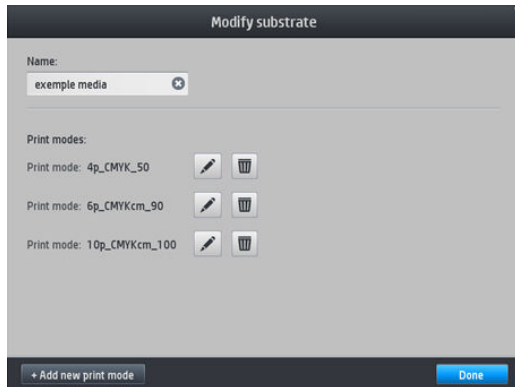 Modify substrate
Name:
exemple media
Print modes:
Print mode: 4p_CMYK_50
Print mode: 6p_CMYKcm_90
Print mode: 10p_CMYKcm_100
+ Add new print mode
Done